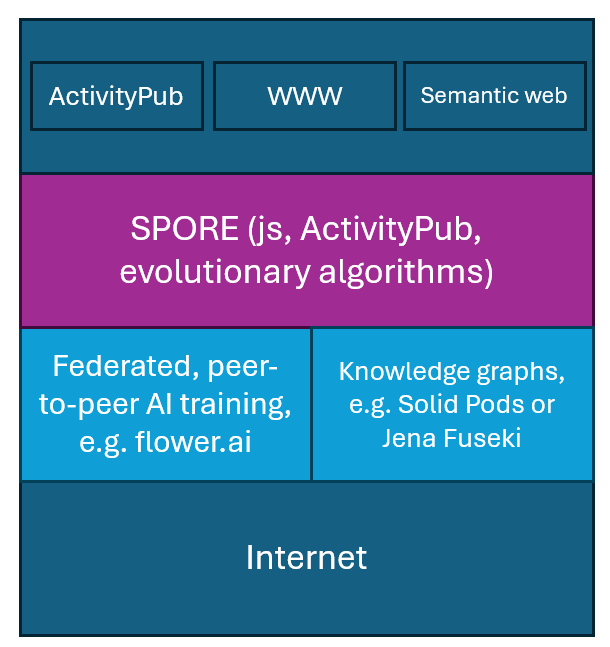 ActivityPub
WWW
Semantic web
SPORE (js, ActivityPub,
evolutionary algorithms)
Federated, peer-
to-peer AI training,
e.g. flower.ai
Knowledge graphs,
e.g. Solid Pods or
Jena Fuseki
Internet